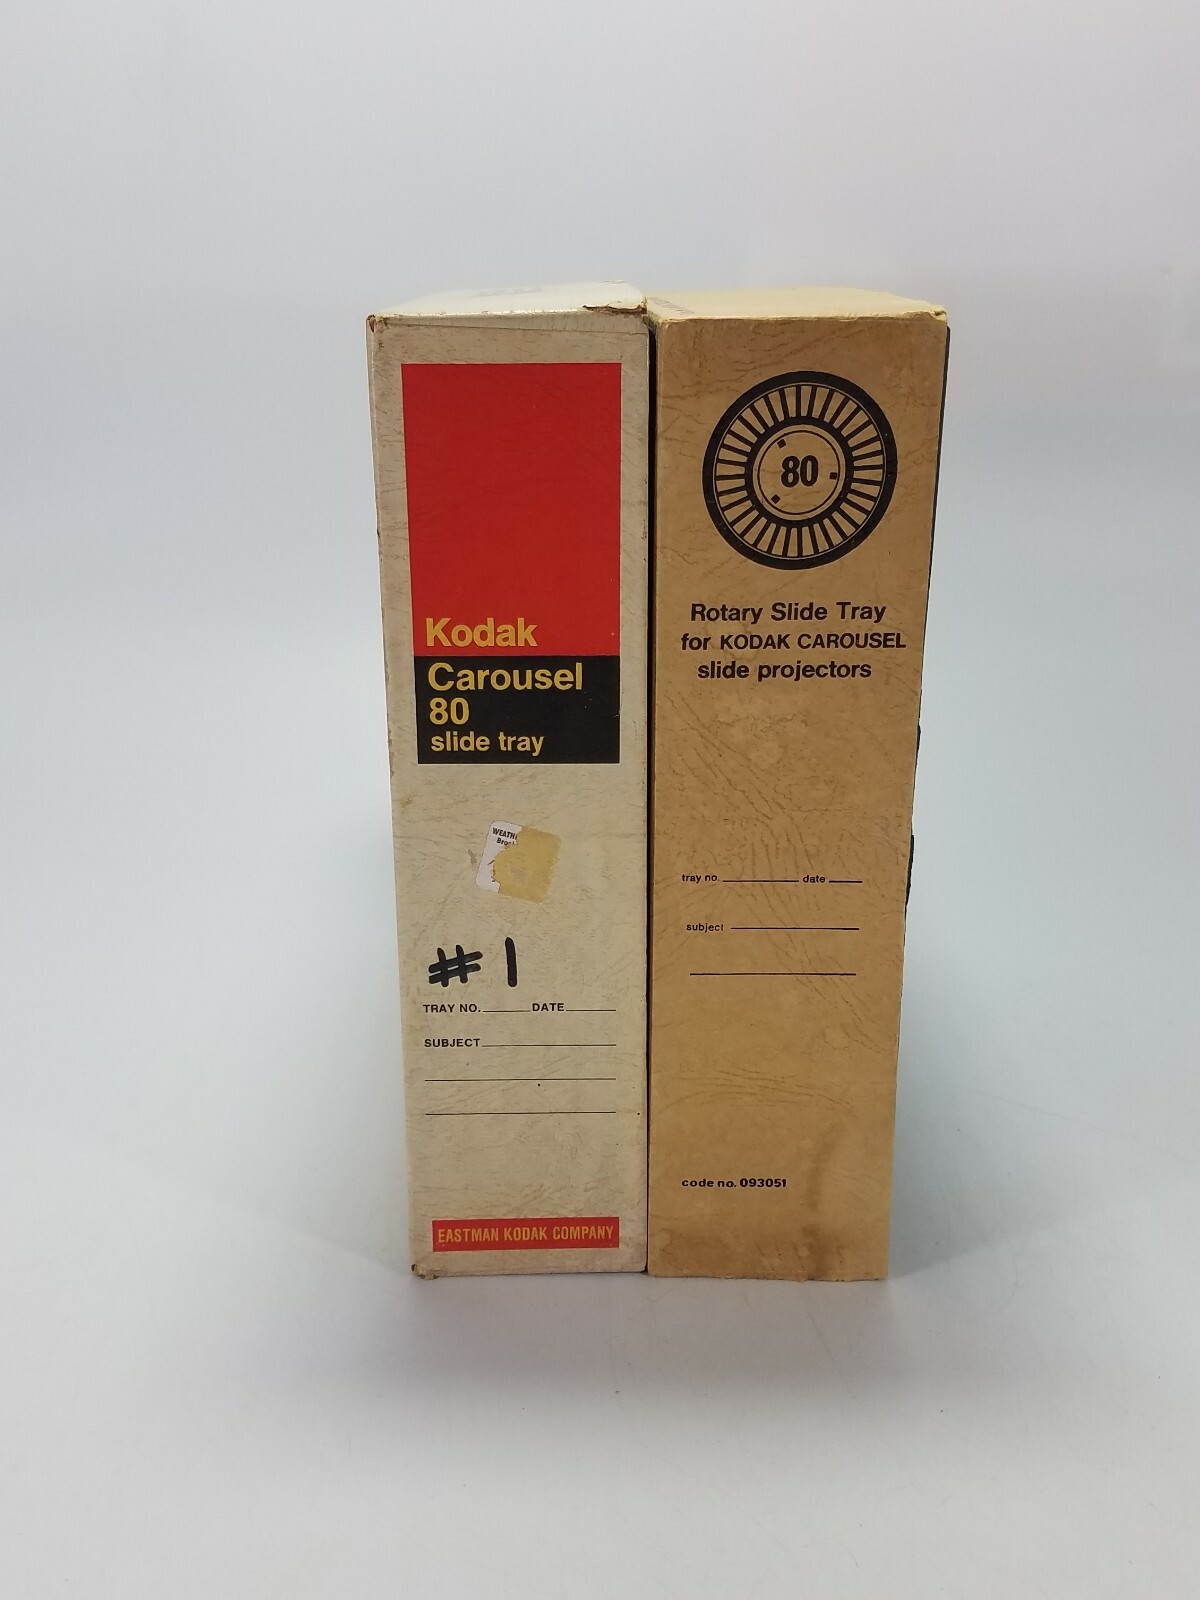 Kodak
Carousel
80
slide tray
#1
TRAY NO. DATE
SUBJECT
EASTMAN KODAK COMPANY
80
Rotary Slide Tray
for KODAK CAROUSEL
slide projectors
tray no. date
subject
code no. 093051